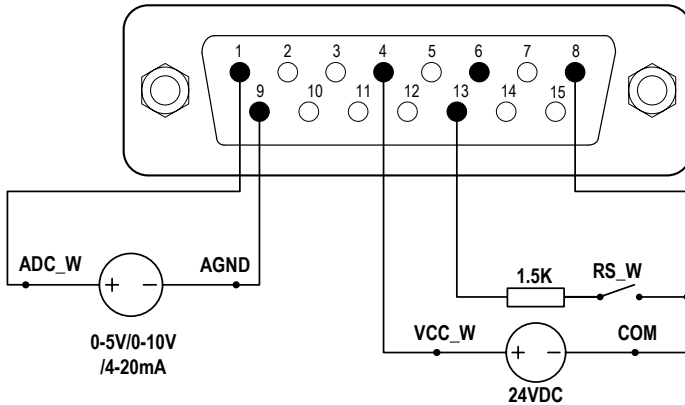 1 2 3 4 5 6 7 8
9 10 11 12 13 14 15
ADC_W
+ −
AGND
0-5V/0-10V
/4-20mA
1.5K
RS_W
VCC_W
+ −
COM
24VDC